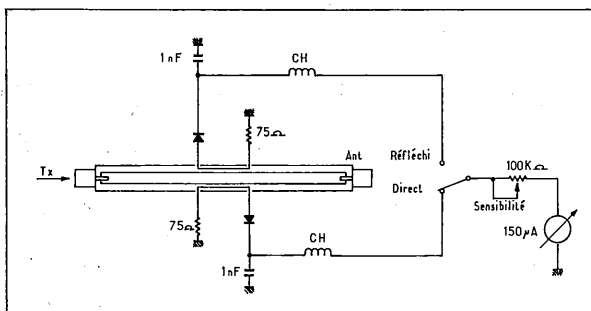 1nF
CH
75Ω
Ant
Réfléchi
Tx
100KΩ
Direct
Sensibilité
75Ω
CH
150µA
1nF